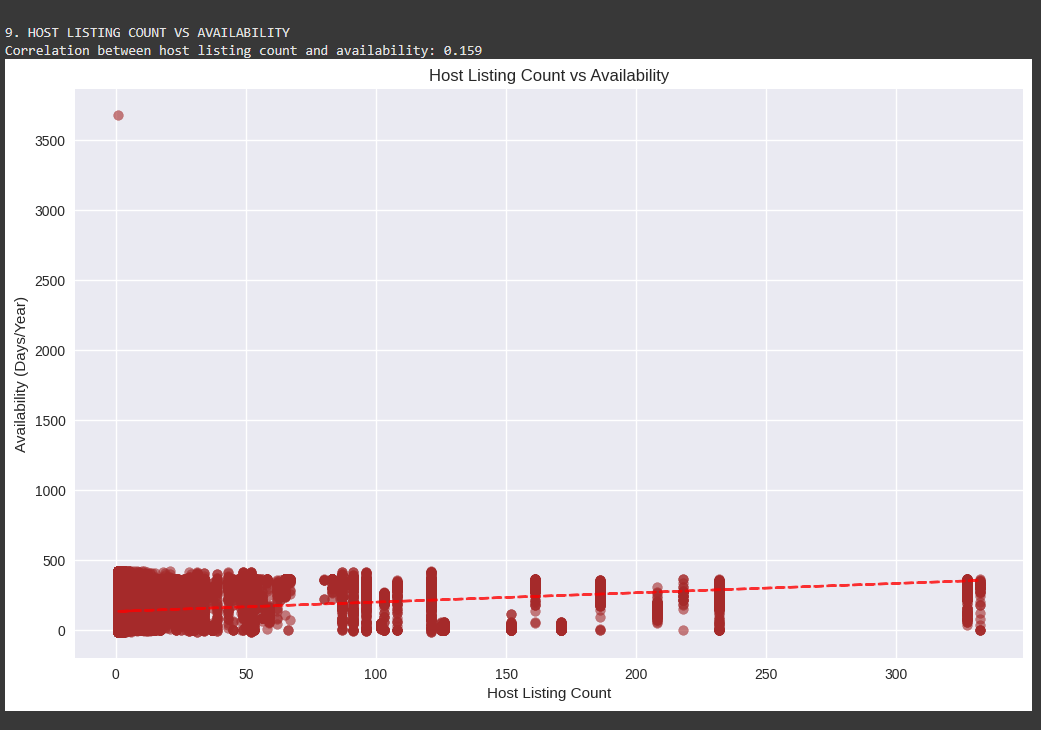 9. HOST LISTING COUNT VS AVAILABILITY
Correlation between host listing count and availability: 0.159
Host Listing Count vs Availability
Availability (Days/Year)
3500
3000
2500
2000
1500
1000
500
0
0 50 100 150 200 250 300
Host Listing Count